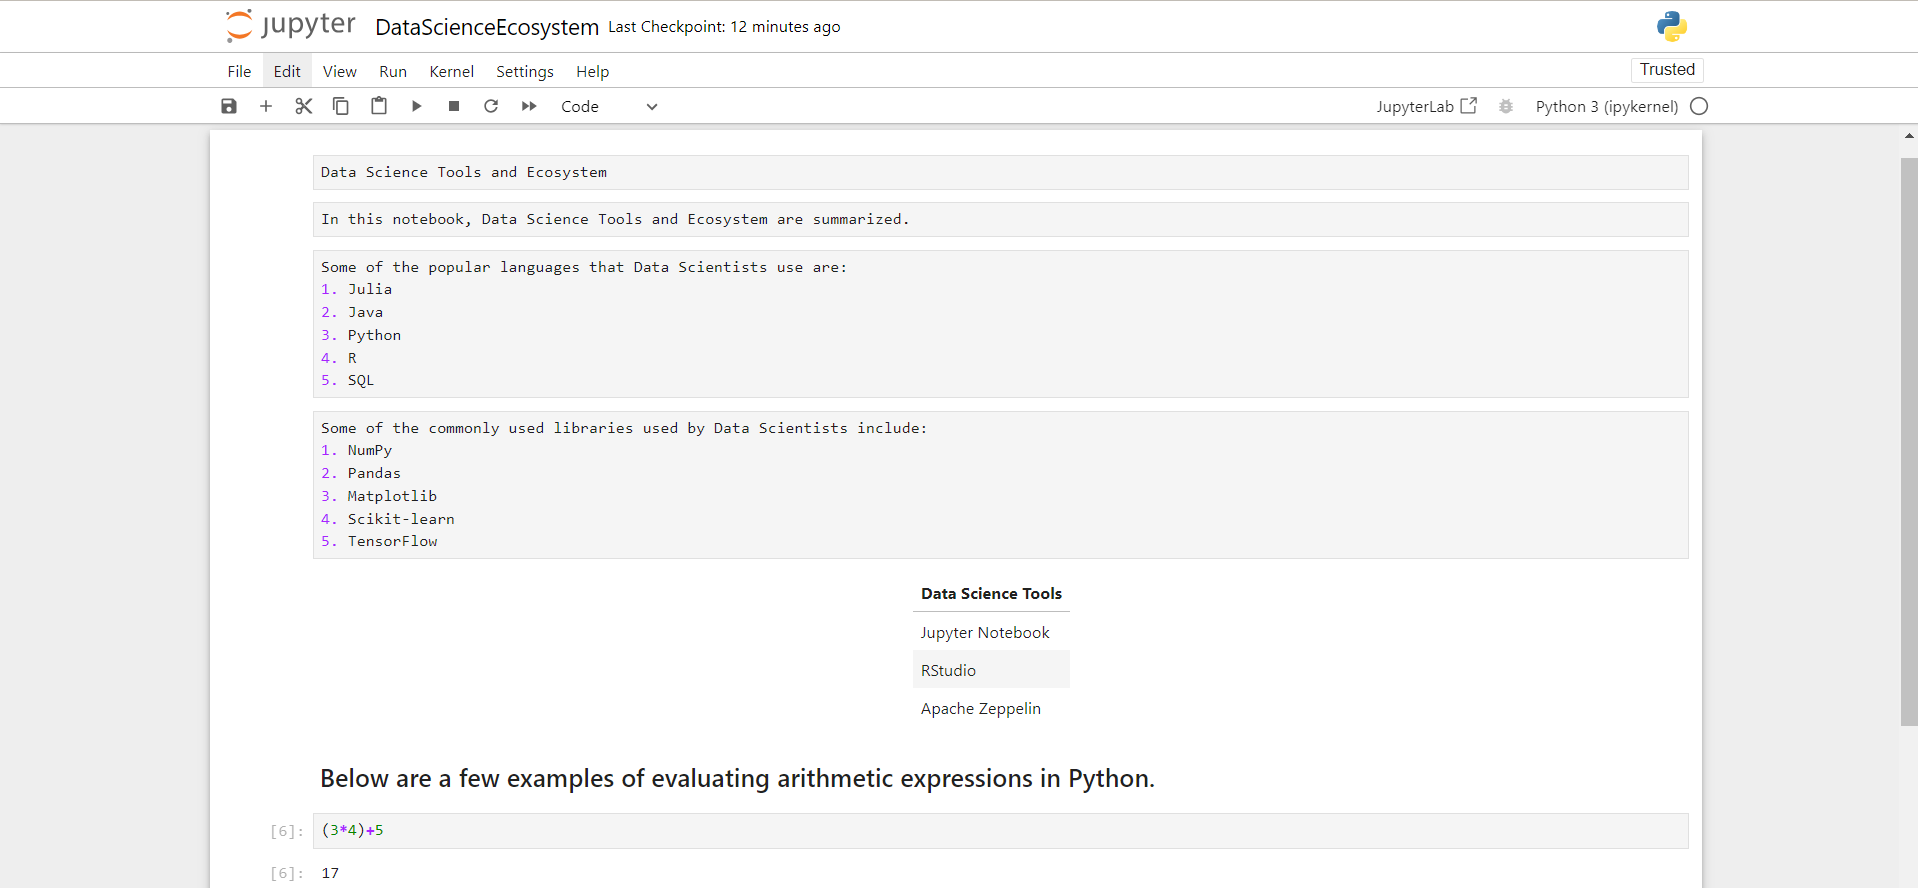 jupyter DataScienceEcosystem Last Checkpoint: 12 minutes ago
File Edit View Run Kernel Settings Help Trusted
Code JupyterLab Python 3 (ipykernel)
Data Science Tools and Ecosystem
In this notebook, Data Science Tools and Ecosystem are summarized.
Some of the popular languages that Data Scientists use are:
1. Julia
2. Java
3. Python
4. R
5. SQL
Some of the commonly used libraries used by Data Scientists include:
1. NumPy
2. Pandas
3. Matplotlib
4. Scikit-learn
5. TensorFlow
Data Science Tools
Jupyter Notebook
RStudio
Apache Zeppelin
Below are a few examples of evaluating arithmetic expressions in Python.
[6]: (3*4)+5
[6]: 17